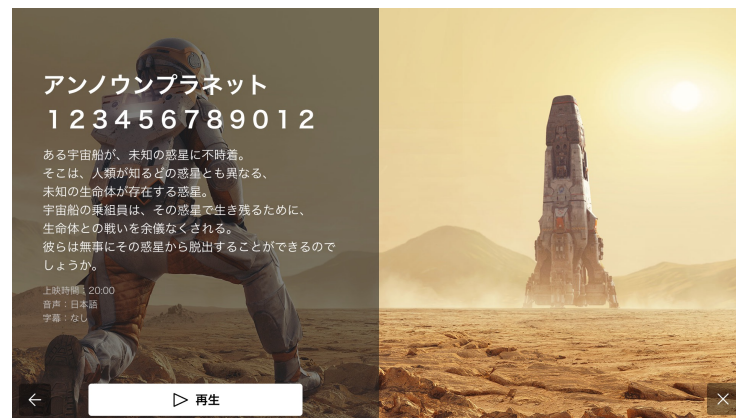 アンノウンプラネット
１２３４５６７８９０１２
ある宇宙船が、未知の惑星に不時着。
そこは、人類が知るどの惑星とも異なる、
未知の生命体が存在する惑星。
宇宙船の乗組員は、その惑星で生き残るために、
生命体との戦いを余儀なくされる。
彼らは無事にその惑星から脱出することができるので
しょうか。
上映時間：20:00
音声：日本語
字幕：なし
再生